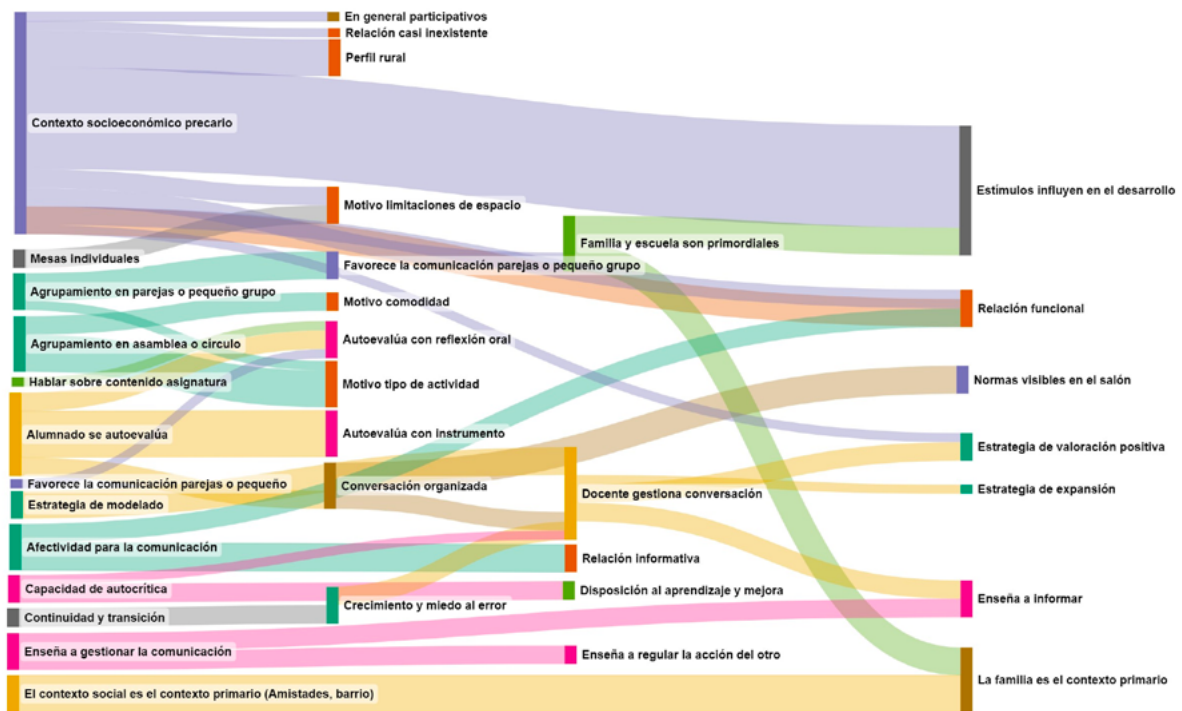 En general participativos
Relación casi inexistente
Perfil rural
Contexto socioeconómico precario
Estímulos influyen en el desarrollo
Motivo limitaciones de espacio
Familia y escuela son primordiales
Mesas individuales
Favorece la comunicación parejas o pequeño grupo
Agrupamiento en parejas o pequeño grupo
Motivo comodidad
Relación funcional
Agrupamiento en asamblea o círculo
Autoevalúa con reflexión oral
Hablar sobre contenido asignatura
Motivo tipo de actividad
Normas visibles en el salón
Alumnado se autoevalúa
Autoevalúa con instrumento
Estrategia de valoración positiva
Favorece la comunicación parejas o pequeño
Conversación organizada
Docente gestiona conversación
Estrategia de expansión
Estrategia de modelado
Afectividad para la comunicación
Relación informativa
Capacidad de autocrítica
Disposición al aprendizaje y mejora
Enseña a informar
Continuidad y transición
Crecimiento y miedo al error
Enseña a gestionar la comunicación
Enseña a regular la acción del otro
La familia es el contexto primario
El contexto social es el contexto primario (Amistades, barrio)